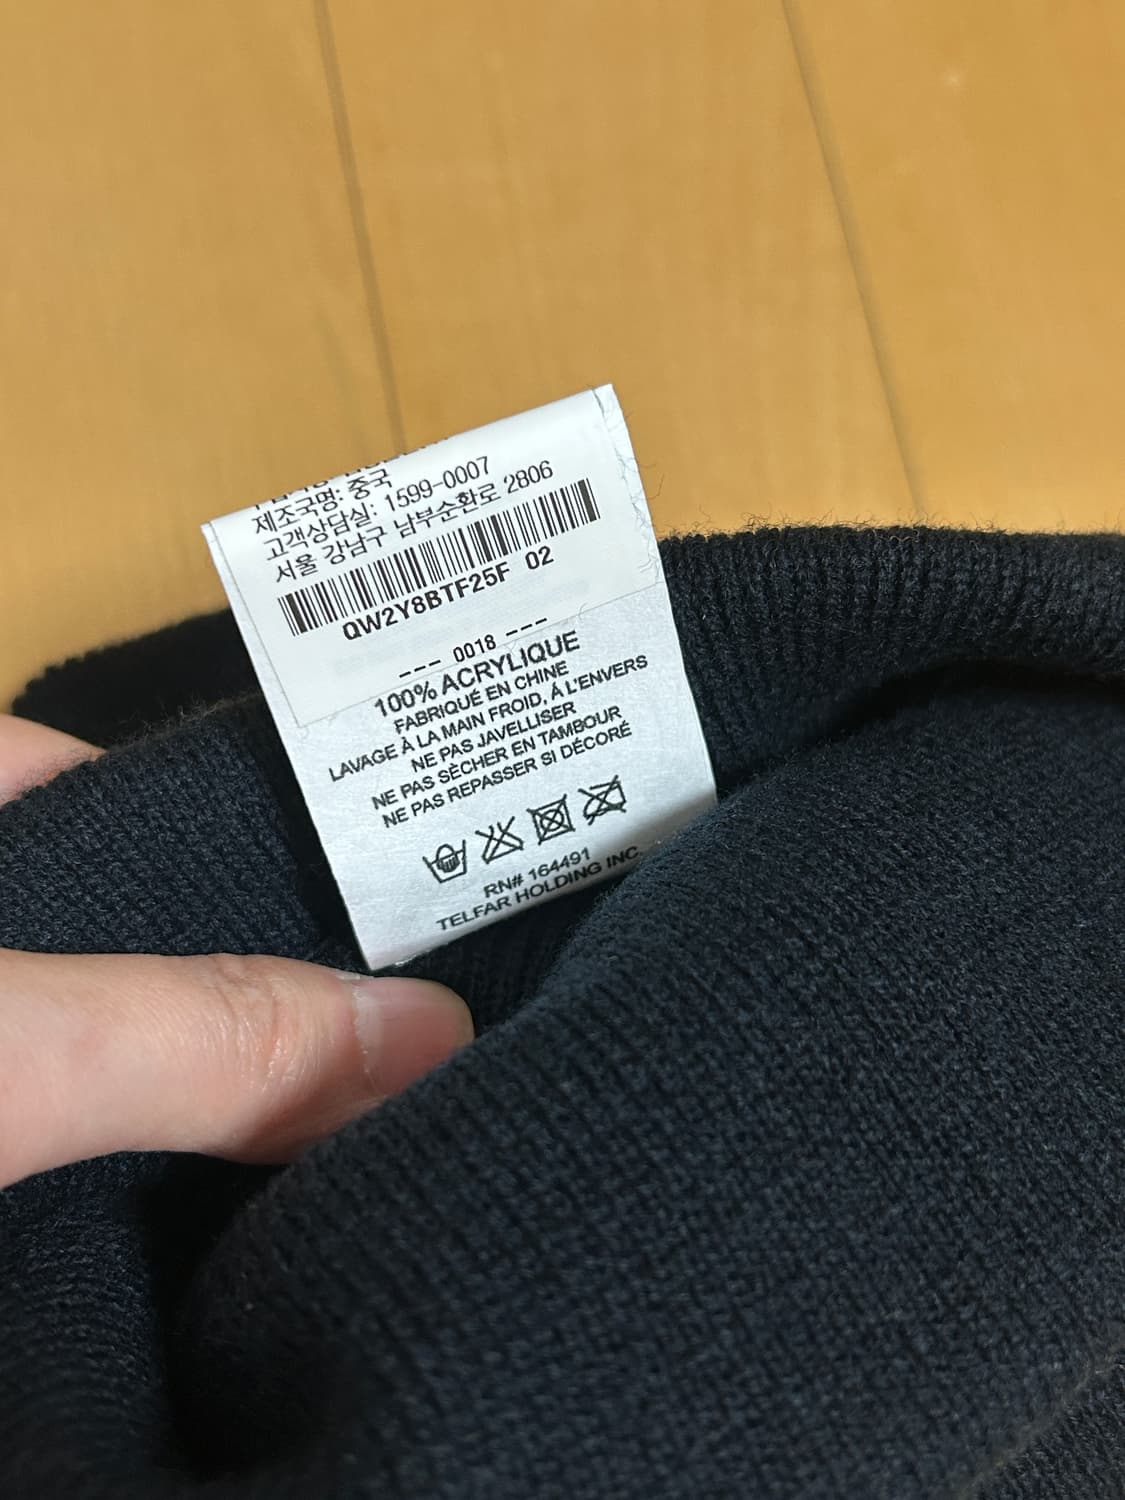 제조국명: 중국
고객상담실: 1599-0007
서울 강남구 남부순환로 2806
QW2Y8BTF25F 02
--- 0018 ---
100% ACRYLIQUE
FABRIQUÉ EN CHINE
LAVAGE À LA MAIN FROID, À L'ENVERS
NE PAS JAVELLISER
NE PAS SÈCHER EN TAMBOUR
NE PAS REPASSER SI DÉCORÉ
RN# 164491
TELFAR HOLDING INC.